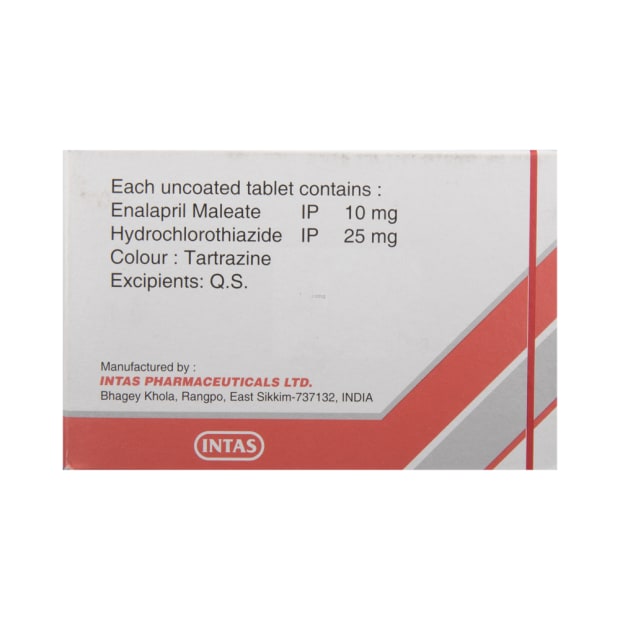 Each uncoated tablet contains :
Enalapril Maleate IP 10 mg
Hydrochlorothiazide IP 25 mg
Colour : Tartrazine
Excipients: Q.S.
Manufactured by :
INTAS PHARMACEUTICALS LTD.
Bhagey Khola, Rangpo, East Sikkim-737132, INDIA
INTAS